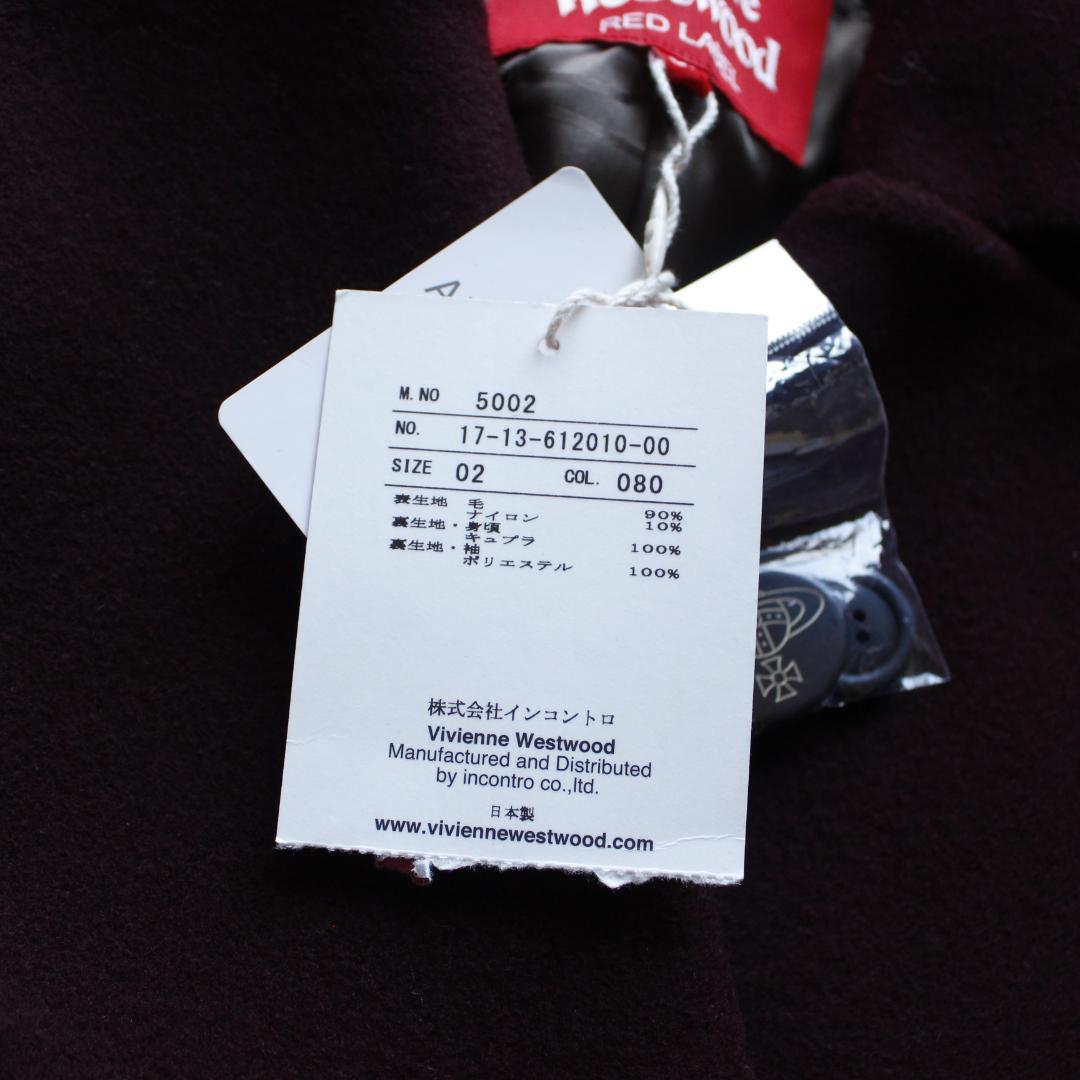 RED LABEL
M.NO 5002
NO. 17-13-612010-00
SIZE 02 COL. 080
表生地 毛 90%
ナイロン 10%
裏生地・身頃
キュプラ 100%
裏生地・袖
ポリエステル 100%
株式会社インコントロ
Vivienne Westwood
Manufactured and Distributed
by incontro co.,ltd.
日本製
www.viviennewestwood.com